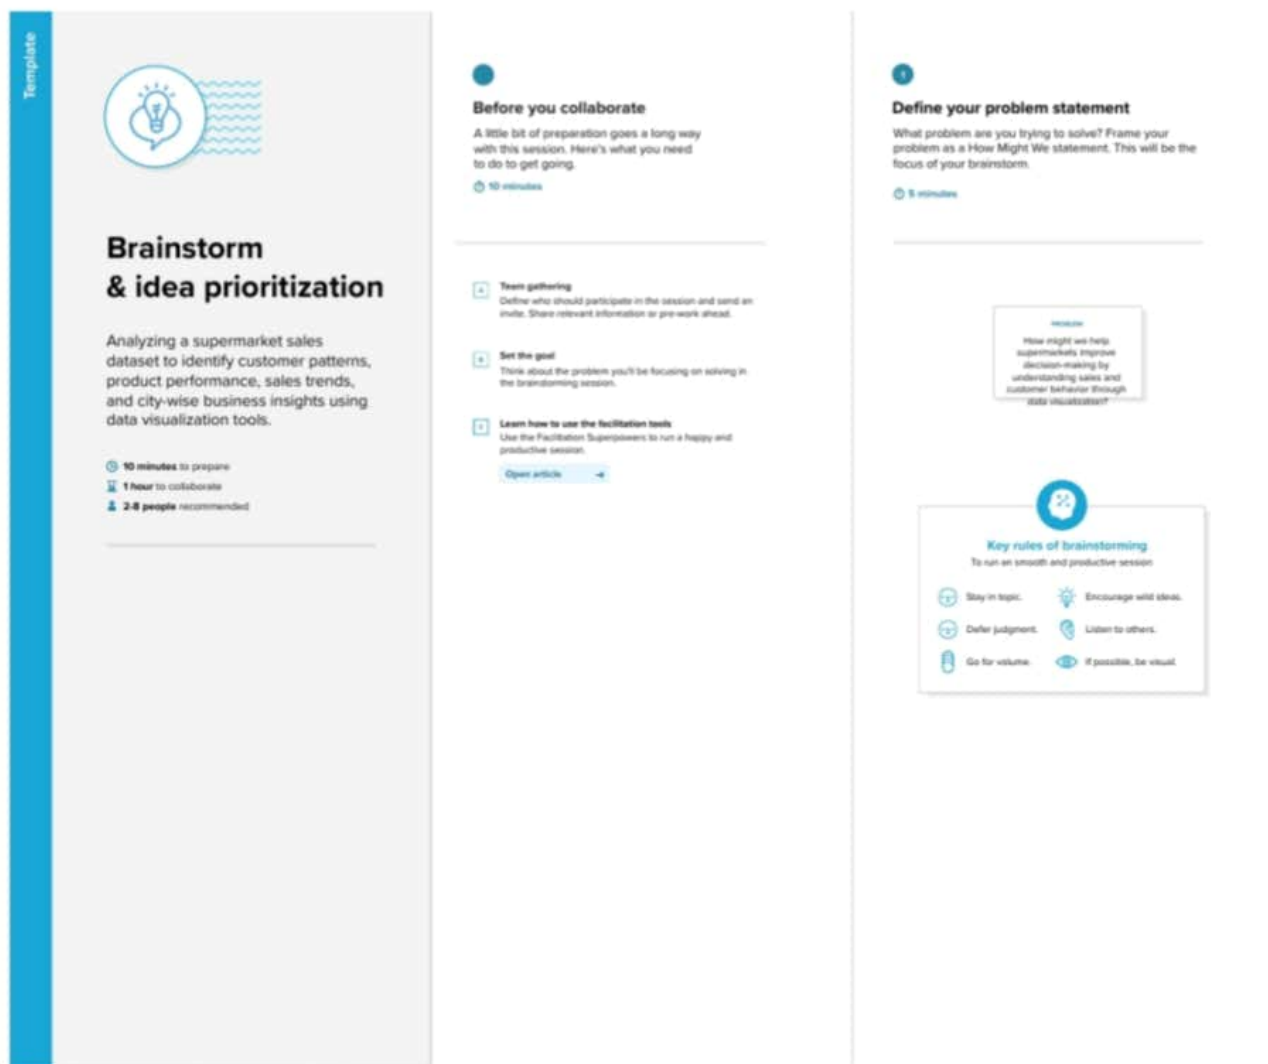 Template
Brainstorm
& idea prioritization
Analyzing a supermarket sales
dataset to identify customer patterns,
product performance, sales trends,
and city-wise business insights using
data visualization tools.
10 minutes to prepare
1 hour to collaborate
2-8 people recommended
Before you collaborate
A little bit of preparation goes a long way
with this session. Here's what you need
to do to get going.
10 minutes
A
Team gathering
Define who should participate in the session and send an
invite. Share relevant information or pre-work ahead.
B
Set the goal
Think about the problem you'll be focusing on solving in
the brainstorming session.
C
Learn how to use the facilitation tools
Use the Facilitation Superpowers to run a happy and
productive session.
Open article
1
Define your problem statement
What problem are you trying to solve? Frame your
problem as a How Might We statement. This will be the
focus of your brainstorm.
5 minutes
PROBLEM
How might we help
supermarkets improve
decision-making by
understanding sales and
customer behavior through
data visualization?
Key rules of brainstorming
To run an smooth and productive session
Stay in topic.
Encourage wild ideas.
Defer judgment.
Listen to others.
Go for volume.
If possible, be visual.